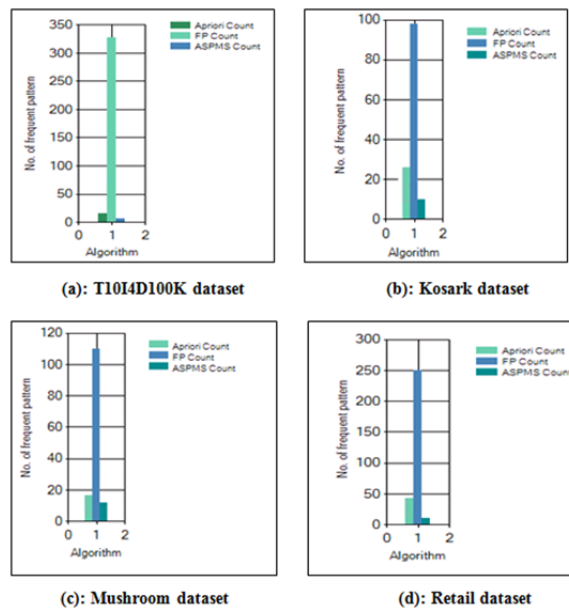 350
300
250
200
150
100
50
0
No. of frequent pattern
0 1 2
Algorithm
Apriori Count
FP Count
ASPMS Count
(a): T10I4D100K dataset
100
80
60
40
20
0
No. of frequent pattern
0 1 2
Algorithm
Apriori Count
FP Count
ASPMS Count
(b): Kosark dataset
120
100
80
60
40
20
0
No. of frequent pattern
0 1 2
Algorithm
Apriori Count
FP Count
ASPMS Count
(c): Mushroom dataset
300
250
200
150
100
50
0
No. of frequent pattern
0 1 2
Algorithm
Apriori Count
FP Count
ASPMS Count
(d): Retail dataset